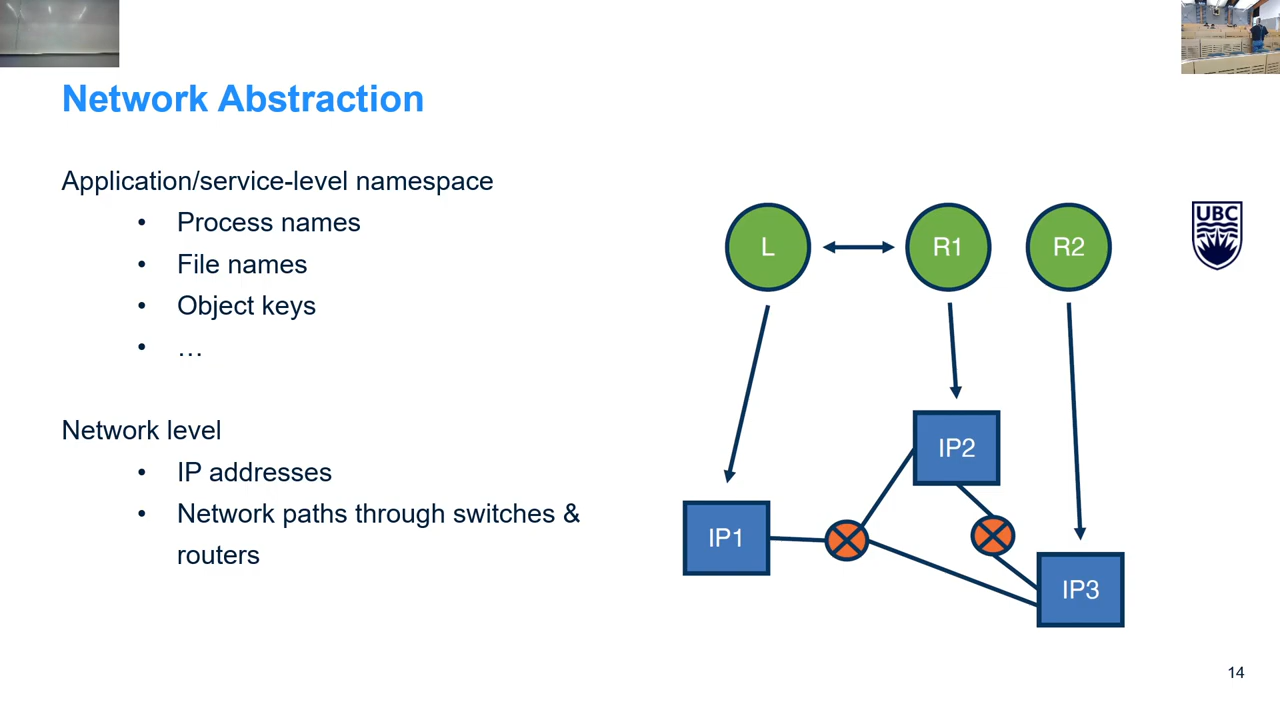 Network Abstraction
Application/service-level namespace
• Process names
• File names
• Object keys
• …
Network level
• IP addresses
• Network paths through switches &
routers
L
R1
R2
UBC
IP2
IP1
IP3
14